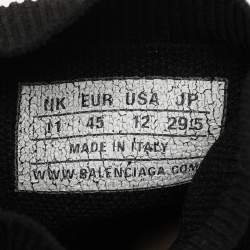 UK EUR USA JP
11 45 12 29.5
MADE IN ITALY
WWW.BALENCIAGA.COM